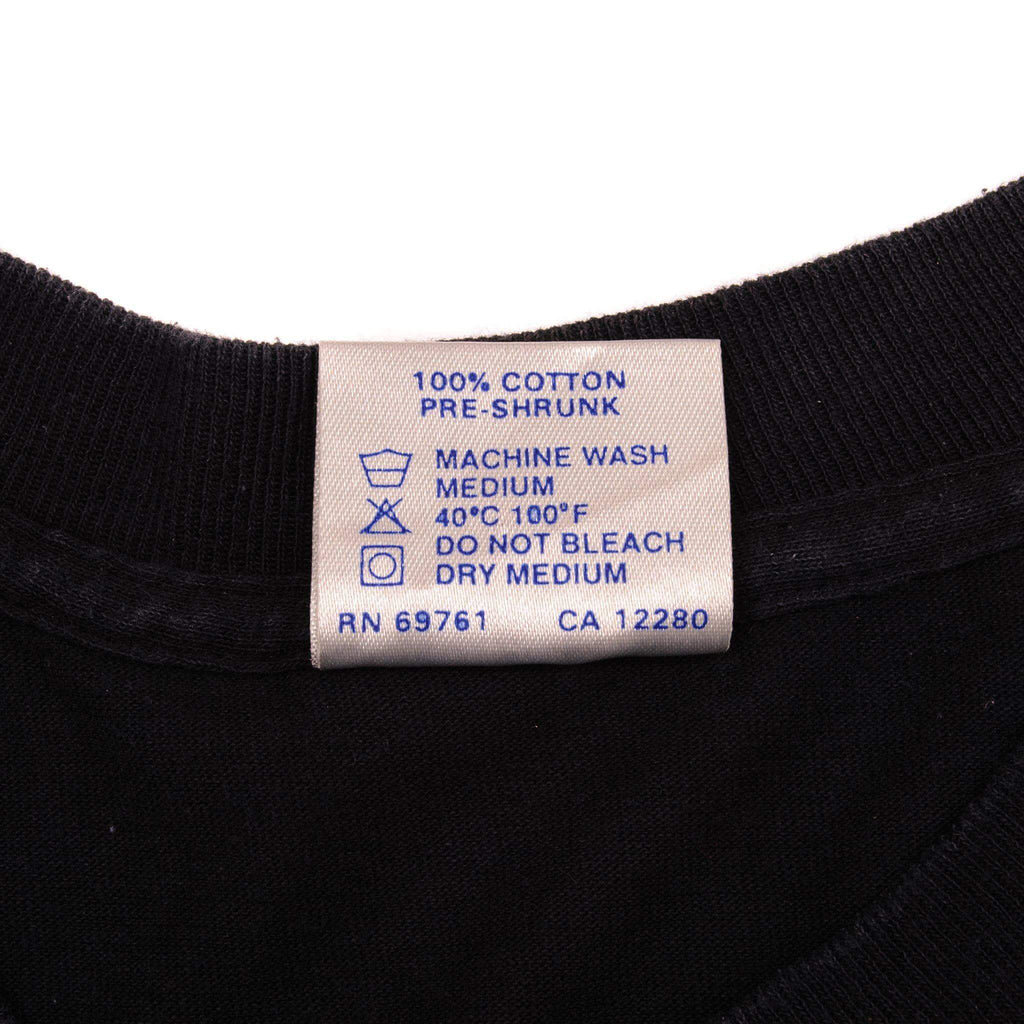 100% COTTON
PRE-SHRUNK
MACHINE WASH
MEDIUM
40°C 100°F
DO NOT BLEACH
DRY MEDIUM
RN 69761 CA 12280